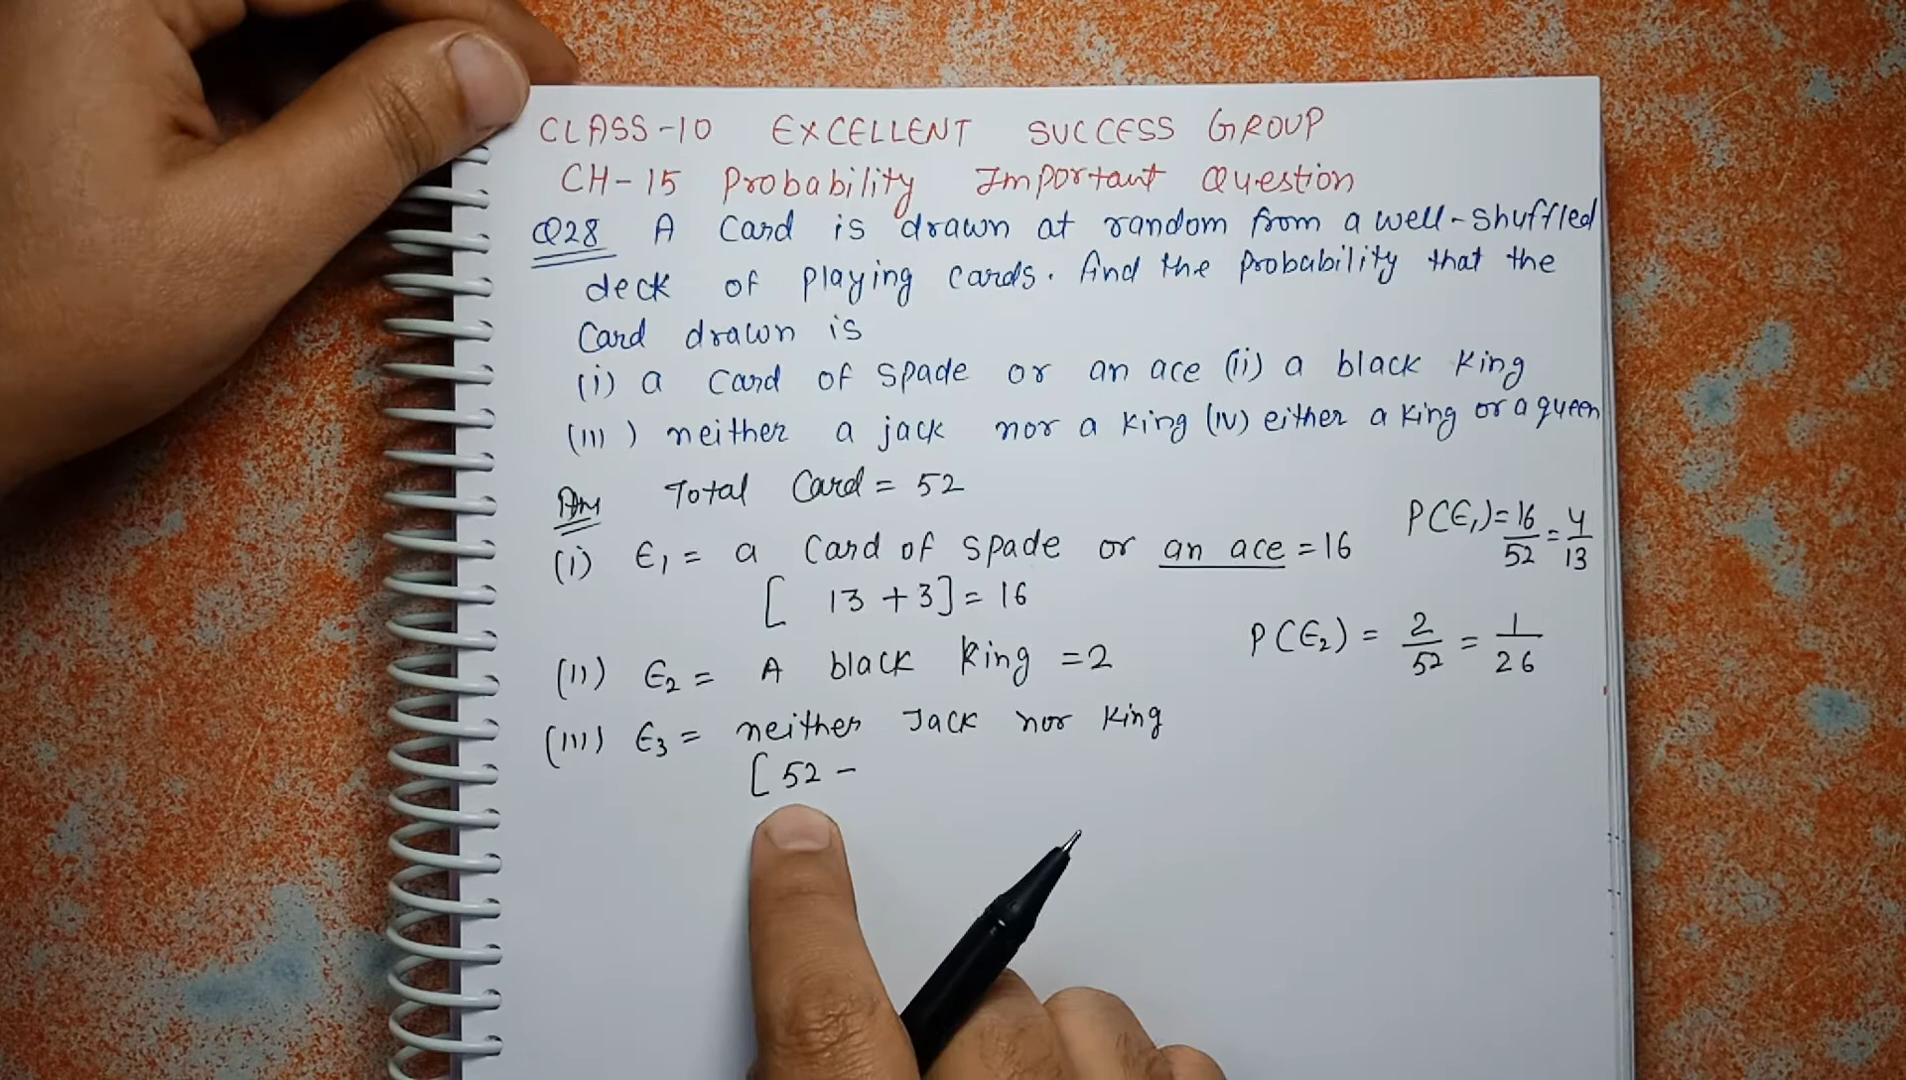 CLASS-10 EXCELLENT SUCCESS GROUP
CH-15 Probability Important Question
Q28 A Card is drawn at random from a well-shuffled
deck of playing cards. find the probability that the
Card drawn is
(i) a card of spade or an ace (ii) a black king
(III) neither a jack nor a king (IV) either a king or a queen
Ans Total Card = 52
(i) E₁ = a card of spade or an ace = 16 P(E₁) = 16/52 = 4/13
[ 13 + 3] = 16
(II) E₂ = A black king = 2 P(E₂) = 2/52 = 1/26
(III) E₃ = neither Jack nor king
[ 52 -